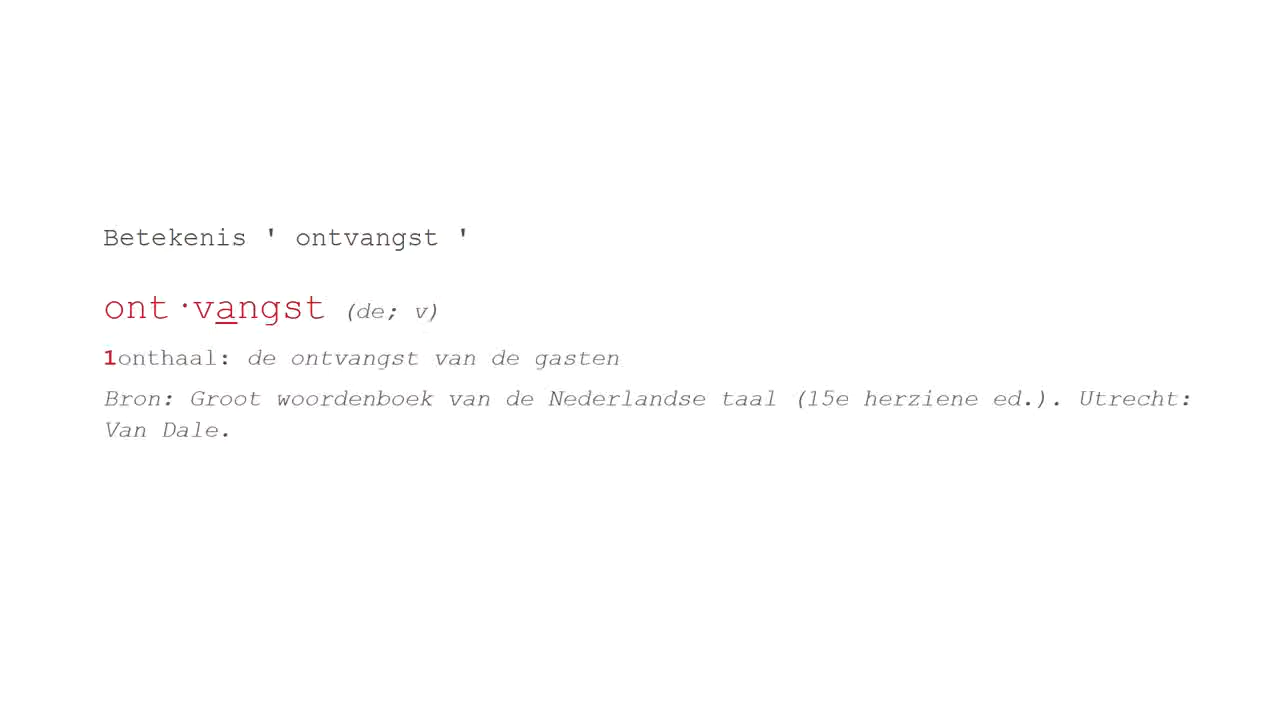 Betekenis ' ontvangst '
ont·vangst (de; v)
1onthaal: de ontvangst van de gasten
Bron: Groot woordenboek van de Nederlandse taal (15e herziene ed.). Utrecht:
Van Dale.